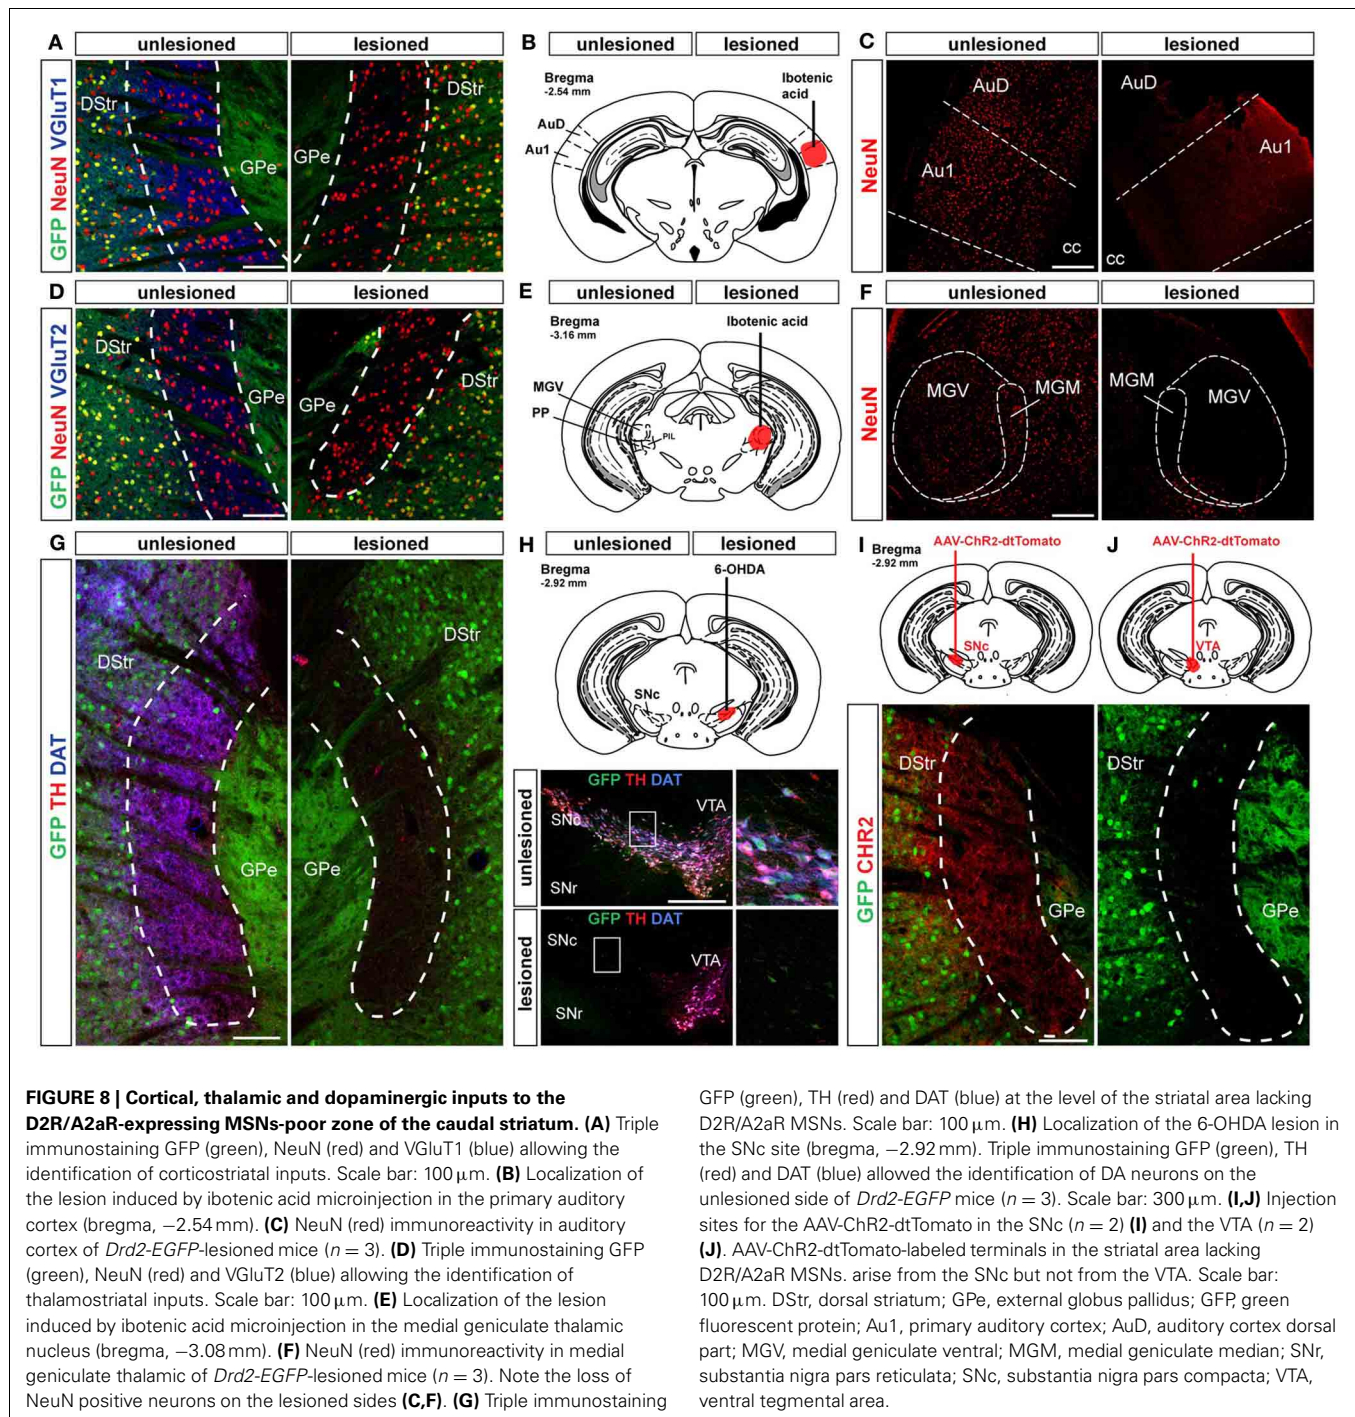 A
unlesioned
lesioned
GFP NeuN VGluT1
DStr
GPe
GPe
DStr
B
unlesioned
lesioned
Bregma
-2.54 mm
Ibotenic
acid
AuD
Au1
C
unlesioned
lesioned
NeuN
AuD
Au1
cc
AuD
Au1
cc
D
unlesioned
lesioned
GFP NeuN VGluT2
DStr
GPe
GPe
DStr
E
unlesioned
lesioned
Bregma
-3.16 mm
Ibotenic acid
MGV
PP
PIL
F
unlesioned
lesioned
NeuN
MGV
MGM
MGM
MGV
G
unlesioned
lesioned
GFP TH DAT
DStr
GPe
DStr
GPe
H
unlesioned
lesioned
Bregma
-2.92 mm
6-OHDA
SNc
unlesioned
GFP TH DAT
SNc
VTA
SNr
lesioned
GFP TH DAT
SNc
VTA
SNr
I
Bregma
-2.92 mm
AAV-ChR2-dtTomato
SNc
J
AAV-ChR2-dtTomato
VTA
GFP CHR2
DStr
GPe
DStr
GPe
FIGURE 8 | Cortical, thalamic and dopaminergic inputs to the
D2R/A2aR-expressing MSNs-poor zone of the caudal striatum. (A) Triple
immunostaining GFP (green), NeuN (red) and VGluT1 (blue) allowing the
identification of corticostriatal inputs. Scale bar: 100 μm. (B) Localization of
the lesion induced by ibotenic acid microinjection in the primary auditory
cortex (bregma, −2.54 mm). (C) NeuN (red) immunoreactivity in auditory
cortex of Drd2-EGFP-lesioned mice (n = 3). (D) Triple immunostaining GFP
(green), NeuN (red) and VGluT2 (blue) allowing the identification of
thalamostriatal inputs. Scale bar: 100 μm. (E) Localization of the lesion
induced by ibotenic acid microinjection in the medial geniculate thalamic
nucleus (bregma, −3.08 mm). (F) NeuN (red) immunoreactivity in medial
geniculate thalamic of Drd2-EGFP-lesioned mice (n = 3). Note the loss of
NeuN positive neurons on the lesioned sides (C,F). (G) Triple immunostaining
GFP (green), TH (red) and DAT (blue) at the level of the striatal area lacking
D2R/A2aR MSNs. Scale bar: 100 μm. (H) Localization of the 6-OHDA lesion in
the SNc site (bregma, −2.92 mm). Triple immunostaining GFP (green), TH
(red) and DAT (blue) allowed the identification of DA neurons on the
unlesioned side of Drd2-EGFP mice (n = 3). Scale bar: 300 μm. (I,J) Injection
sites for the AAV-ChR2-dtTomato in the SNc (n = 2) (I) and the VTA (n = 2)
(J). AAV-ChR2-dtTomato-labeled terminals in the striatal area lacking
D2R/A2aR MSNs. arise from the SNc but not from the VTA. Scale bar:
100 μm. DStr, dorsal striatum; GPe, external globus pallidus; GFP, green
fluorescent protein; Au1, primary auditory cortex; AuD, auditory cortex dorsal
part; MGV, medial geniculate ventral; MGM, medial geniculate median; SNr,
substantia nigra pars reticulata; SNc, substantia nigra pars compacta; VTA,
ventral tegmental area.